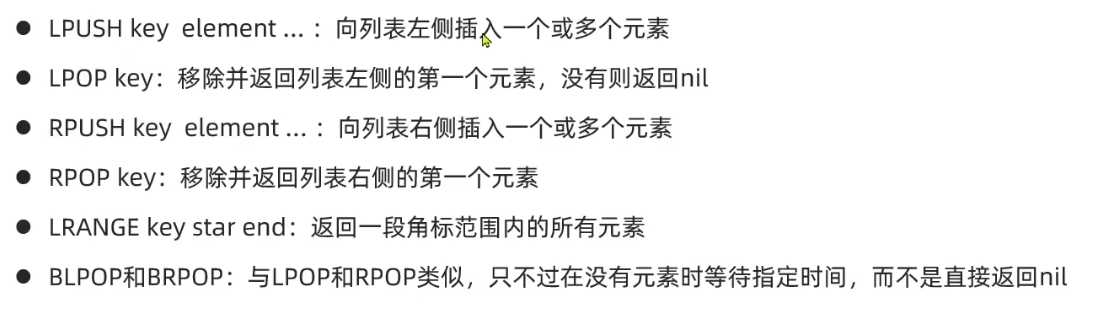 ● LPUSH key  element ... ：向列表左侧插入一个或多个元素
● LPOP key：移除并返回列表左侧的第一个元素，没有则返回nil
● RPUSH key  element ... ：向列表右侧插入一个或多个元素
● RPOP key：移除并返回列表右侧的第一个元素
● LRANGE key star end：返回一段角标范围内的所有元素
● BLPOP和BRPOP：与LPOP和RPOP类似，只不过在没有元素时等待指定时间，而不是直接返回nil